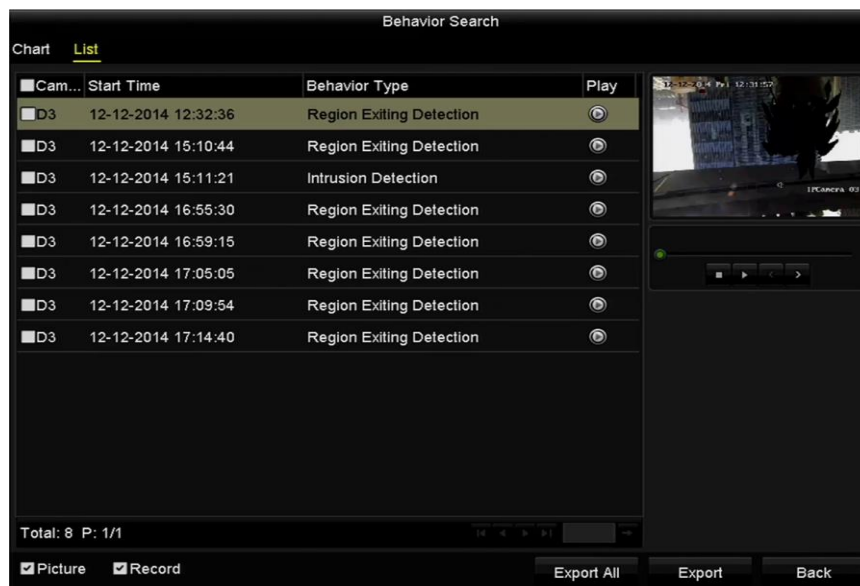 Behavior Search
Chart List
Cam... Start Time Behavior Type Play
D3 12-12-2014 12:32:36 Region Exiting Detection
D3 12-12-2014 15:10:44 Region Exiting Detection
D3 12-12-2014 15:11:21 Intrusion Detection
D3 12-12-2014 16:55:30 Region Exiting Detection
D3 12-12-2014 16:59:15 Region Exiting Detection
D3 12-12-2014 17:05:05 Region Exiting Detection
D3 12-12-2014 17:09:54 Region Exiting Detection
D3 12-12-2014 17:14:40 Region Exiting Detection
Total: 8 P: 1/1
Picture Record Export All Export Back
12:31:57
IPCamera 03